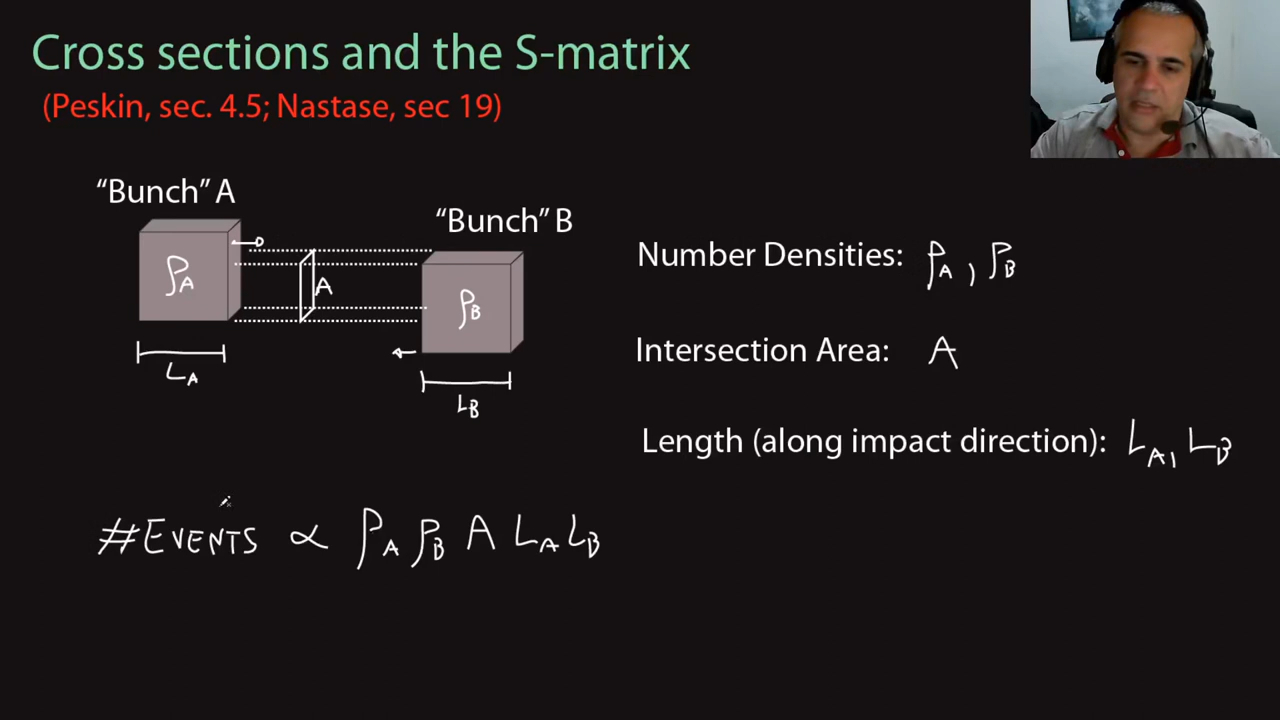 Cross sections and the S-matrix
(Peskin, sec. 4.5; Nastase, sec 19)
"Bunch" A
"Bunch" B
ρA
A
ρB
LA
LB
Number Densities: ρA, ρB
Intersection Area: A
Length (along impact direction): LA, LB
#EVENTS ∝ ρA ρB A LA LB